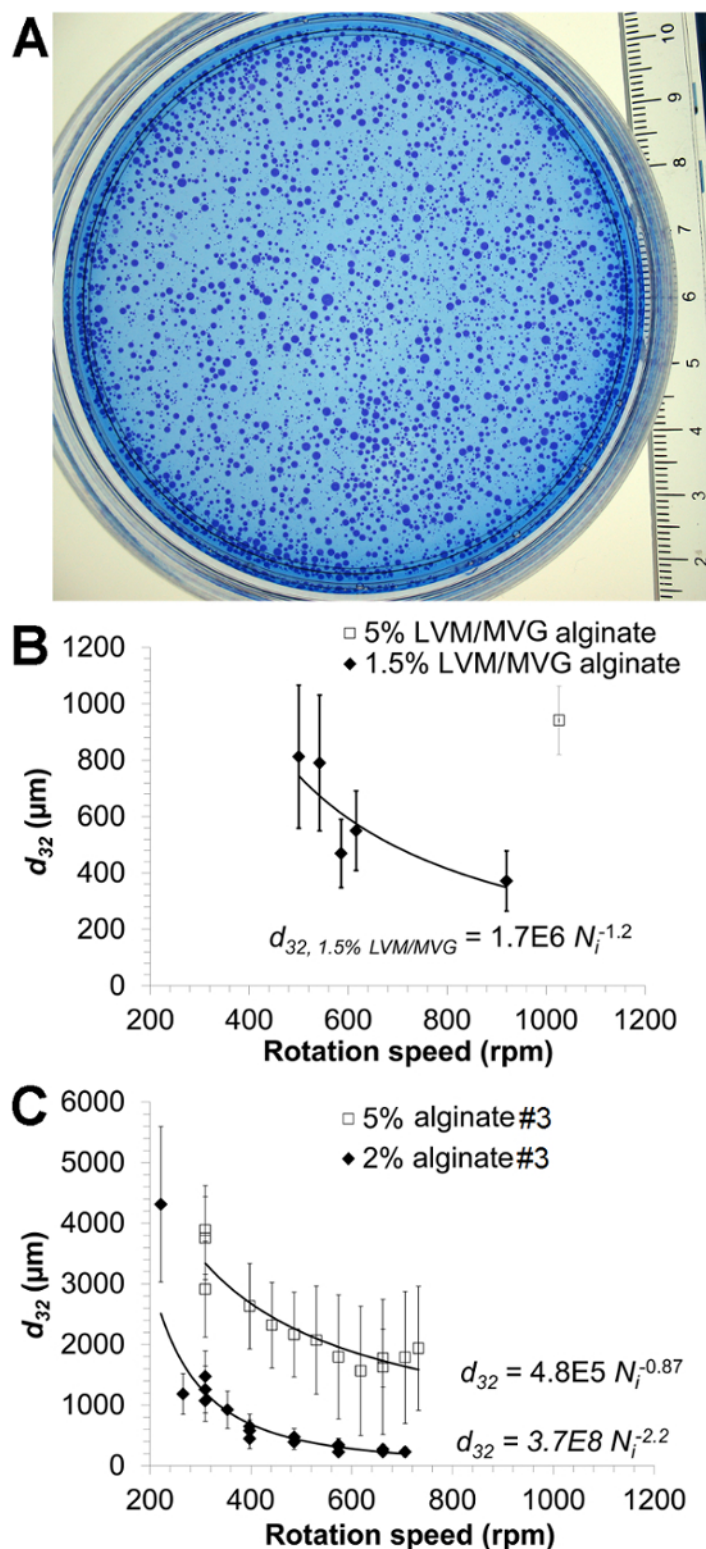 A
10
9
8
7
6
5
4
3
2
B
□ 5% LVM/MVG alginate
◆ 1.5% LVM/MVG alginate
1200
1000
800
600
400
200
0
d32 (µm)
d32, 1.5% LVM/MVG = 1.7E6 Ni^-1.2
200 400 600 800 1000 1200
Rotation speed (rpm)
C
□ 5% alginate#3
◆ 2% alginate#3
6000
5000
4000
3000
2000
1000
0
d32 (µm)
d32 = 4.8E5 Ni^-0.87
d32 = 3.7E8 Ni^-2.2
200 400 600 800 1000 1200
Rotation speed (rpm)